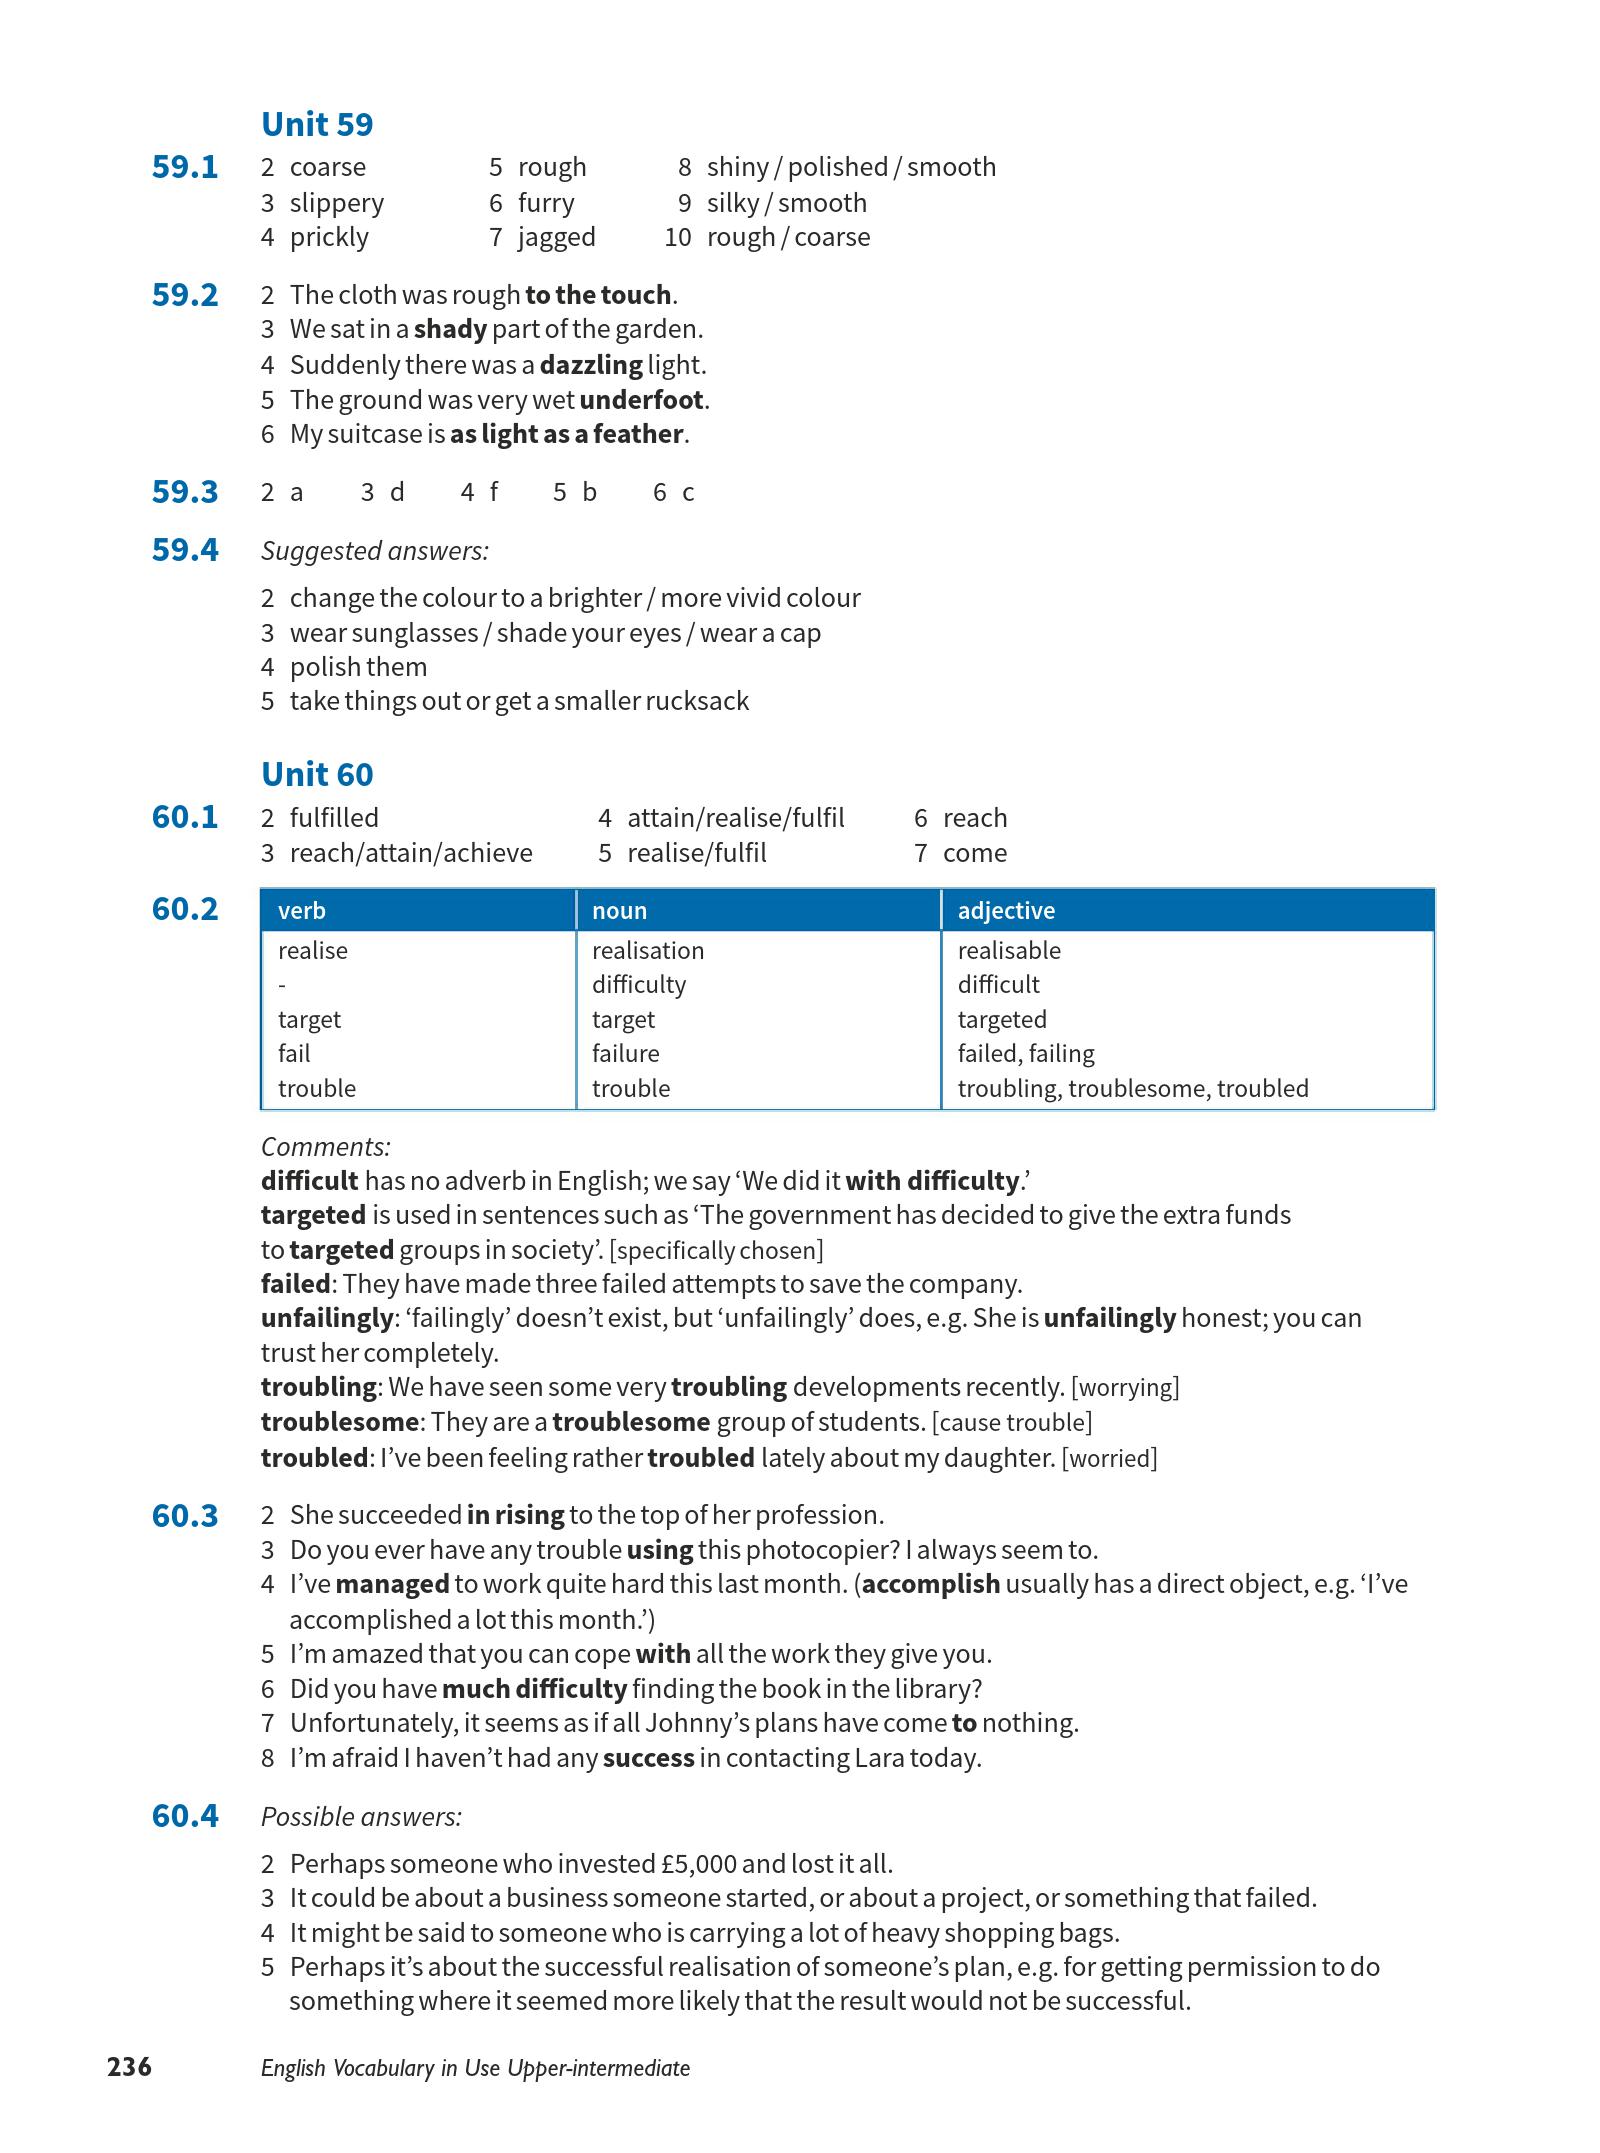 Unit 59
59.1 2 coarse 5 rough 8 shiny / polished / smooth
3 slippery 6 furry 9 silky / smooth
4 prickly 7 jagged 10 rough / coarse
59.2 2 The cloth was rough to the touch.
3 We sat in a shady part of the garden.
4 Suddenly there was a dazzling light.
5 The ground was very wet underfoot.
6 My suitcase is as light as a feather.
59.3 2 a 3 d 4 f 5 b 6 c
59.4 Suggested answers:
2 change the colour to a brighter / more vivid colour
3 wear sunglasses / shade your eyes / wear a cap
4 polish them
5 take things out or get a smaller rucksack
Unit 60
60.1 2 fulfilled 4 attain/realise/fulfil 6 reach
3 reach/attain/achieve 5 realise/fulfil 7 come
60.2 verb noun adjective
realise realisation realisable
- difficulty difficult
target target targeted
fail failure failed, failing
trouble trouble troubling, troublesome, troubled
Comments:
difficult has no adverb in English; we say ‘We did it with difficulty.’
targeted is used in sentences such as ‘The government has decided to give the extra funds
to targeted groups in society’. [specifically chosen]
failed: They have made three failed attempts to save the company.
unfailingly: ‘failingly’ doesn’t exist, but ‘unfailingly’ does, e.g. She is unfailingly honest; you can
trust her completely.
troubling: We have seen some very troubling developments recently. [worrying]
troublesome: They are a troublesome group of students. [cause trouble]
troubled: I’ve been feeling rather troubled lately about my daughter. [worried]
60.3 2 She succeeded in rising to the top of her profession.
3 Do you ever have any trouble using this photocopier? I always seem to.
4 I’ve managed to work quite hard this last month. (accomplish usually has a direct object, e.g. ‘I’ve
accomplished a lot this month.’)
5 I’m amazed that you can cope with all the work they give you.
6 Did you have much difficulty finding the book in the library?
7 Unfortunately, it seems as if all Johnny’s plans have come to nothing.
8 I’m afraid I haven’t had any success in contacting Lara today.
60.4 Possible answers:
2 Perhaps someone who invested £5,000 and lost it all.
3 It could be about a business someone started, or about a project, or something that failed.
4 It might be said to someone who is carrying a lot of heavy shopping bags.
5 Perhaps it’s about the successful realisation of someone’s plan, e.g. for getting permission to do
something where it seemed more likely that the result would not be successful.
236 English Vocabulary in Use Upper-intermediate